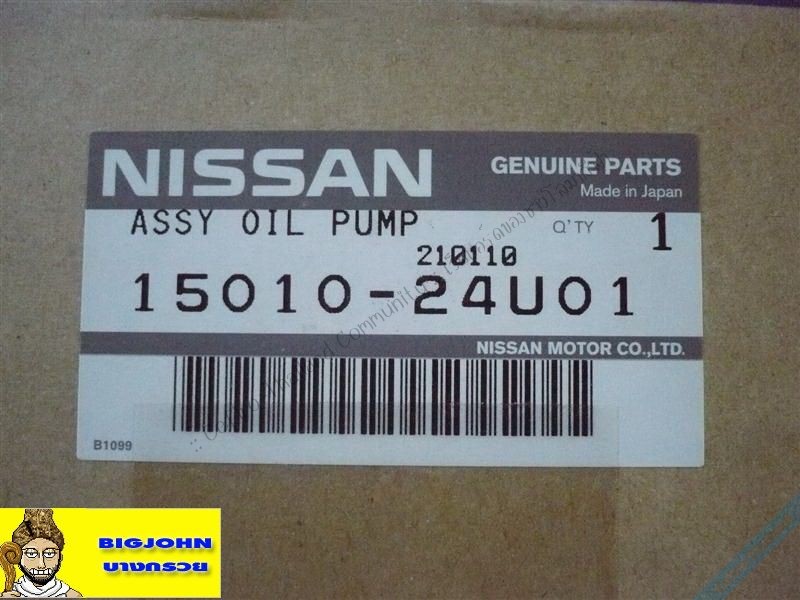 NISSAN
GENUINE PARTS
Made in Japan
ASSY OIL PUMP
Q'TY 1
210110
15010-24U01
NISSAN MOTOR CO.,LTD.
B1099
BIGJOHN
บางกรวย